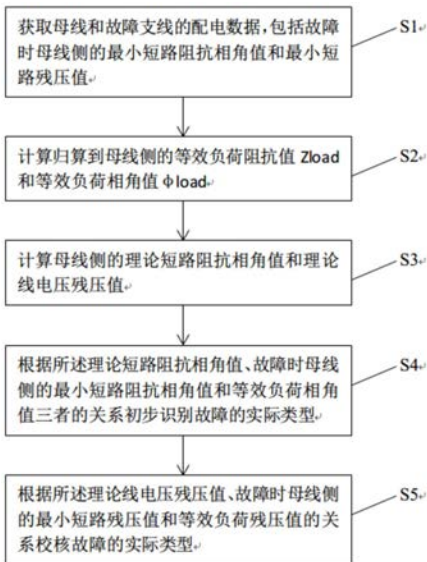 获取母线和故障支线的配电数据,包括故障
时母线侧的最小短路阻抗相角值和最小短
路残压值
S1
计算归算到母线侧的等效负荷阻抗值 Zload
和等效负荷相角值 φload
S2
计算母线侧的理论短路阻抗相角值和理论
线电压残压值
S3
根据所述理论短路阻抗相角值、故障时母线
侧的最小短路阻抗相角值和等效负荷相角
值三者的关系初步识别故障的实际类型
S4
根据所述理论线电压残压值、故障时母线侧
的最小短路残压值和等效负荷残压值的关
系校核故障的实际类型
S5